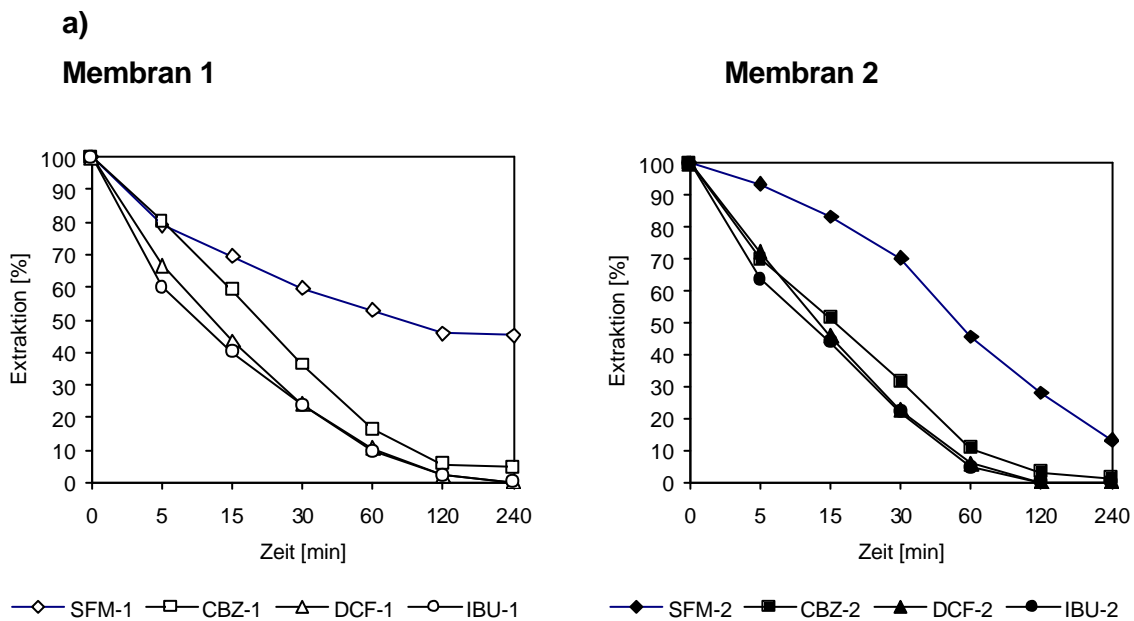 a)
Membran 1
Membran 2
Extraktion [%]
100
90
80
70
60
50
40
30
20
10
0
0 5 15 30 60 120 240
Zeit [min]
SFM-1 CBZ-1 DCF-1 IBU-1
Extraktion [%]
100
90
80
70
60
50
40
30
20
10
0
0 5 15 30 60 120 240
Zeit [min]
SFM-2 CBZ-2 DCF-2 IBU-2